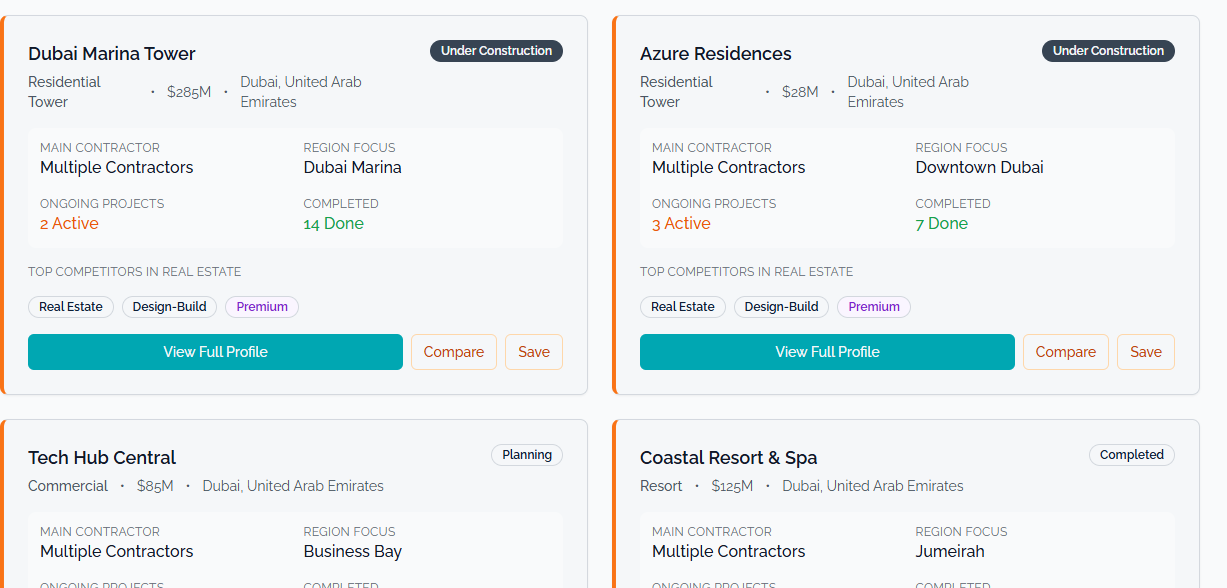 Dubai Marina Tower
Under Construction
Residential Tower • $285M • Dubai, United Arab Emirates
MAIN CONTRACTOR
Multiple Contractors
REGION FOCUS
Dubai Marina
ONGOING PROJECTS
2 Active
COMPLETED
14 Done
TOP COMPETITORS IN REAL ESTATE
Real Estate
Design-Build
Premium
View Full Profile
Compare
Save
Azure Residences
Under Construction
Residential Tower • $28M • Dubai, United Arab Emirates
MAIN CONTRACTOR
Multiple Contractors
REGION FOCUS
Downtown Dubai
ONGOING PROJECTS
3 Active
COMPLETED
7 Done
TOP COMPETITORS IN REAL ESTATE
Real Estate
Design-Build
Premium
View Full Profile
Compare
Save
Tech Hub Central
Planning
Commercial • $85M • Dubai, United Arab Emirates
MAIN CONTRACTOR
Multiple Contractors
REGION FOCUS
Business Bay
ONGOING PROJECTS
COMPLETED
Coastal Resort & Spa
Completed
Resort • $125M • Dubai, United Arab Emirates
MAIN CONTRACTOR
Multiple Contractors
REGION FOCUS
Jumeirah
ONGOING PROJECTS
COMPLETED